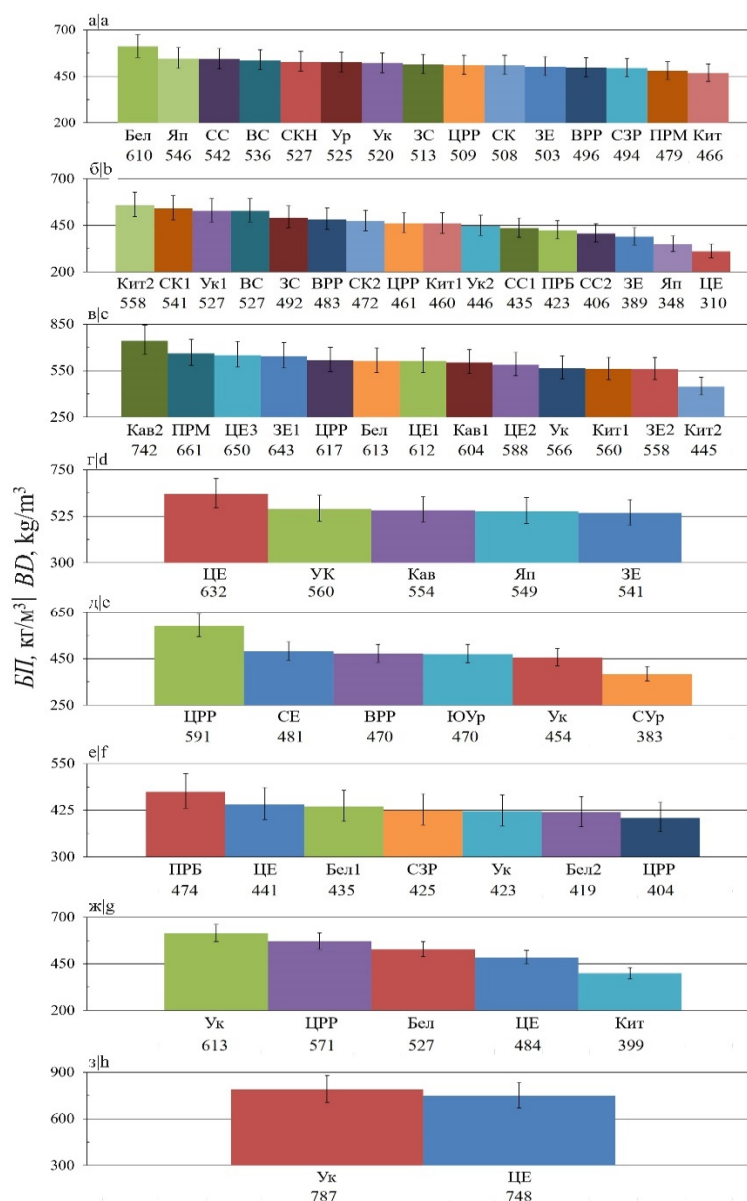 а|a
700
450
200
Бел Яп СС ВС СКН Ур Ук ЗС ЦРР СК ЗЕ ВРР СЗР ПРМ Кит
610 546 542 536 527 525 520 513 509 508 503 496 494 479 466
б|b
700
450
200
Кит2 СК1 Ук1 ВС ЗС ВРР СК2 ЦРР Кит1 Ук2 СС1 ПРБ СС2 ЗЕ Яп ЦЕ
558 541 527 527 492 483 472 461 460 446 435 423 406 389 348 310
в|c
850
550
250
Кав2 ПРМ ЦЕ3 ЗЕ1 ЦРР Бел ЦЕ1 Кав1 ЦЕ2 Ук Кит1 ЗЕ2 Кит2
742 661 650 643 617 613 612 604 588 566 560 558 445
г|d
750
525
300
ЦЕ УК Кав Яп ЗЕ
632 560 554 549 541
БП, кг/м³| BD, kg/m³
д|e
650
450
250
ЦРР СЕ ВРР ЮУр Ук СУр
591 481 470 470 454 383
е|f
550
425
300
ПРБ ЦЕ Бел1 СЗР Ук Бел2 ЦРР
474 441 435 425 423 419 404
ж|g
700
450
200
Ук ЦРР Бел ЦЕ Кит
613 571 527 484 399
з|h
900
600
300
Ук ЦЕ
787 748